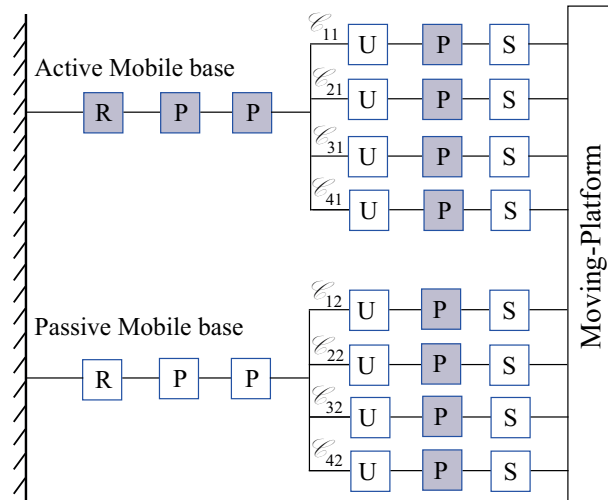 𝒞11 U P S
Active Mobile base
𝒞21 U P S
R P P
𝒞31 U P S
𝒞41 U P S
Moving-Platform
𝒞12 U P S
Passive Mobile base
𝒞22 U P S
R P P
𝒞32 U P S
𝒞42 U P S